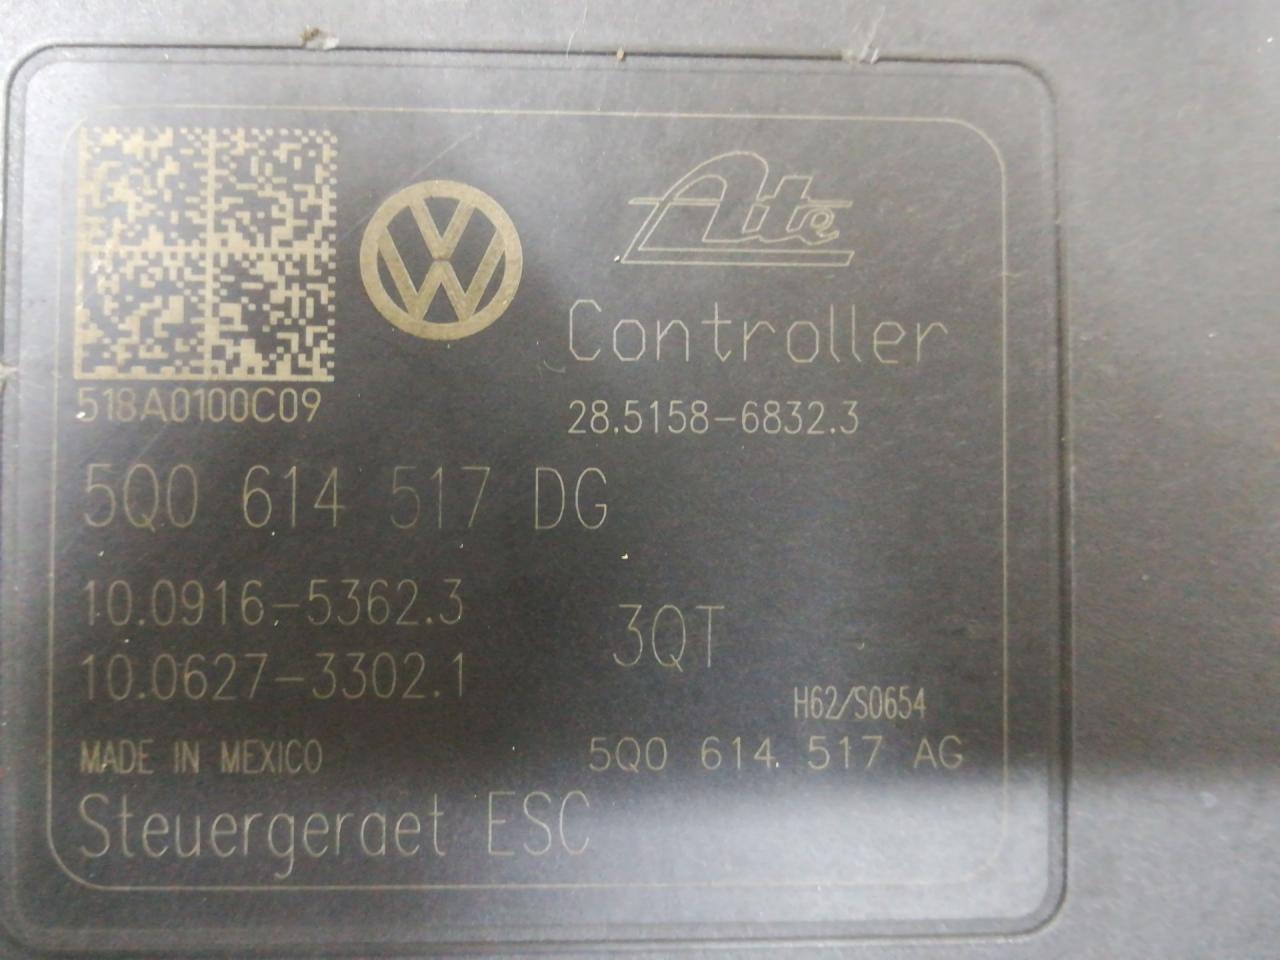 Ate
Controller
518A0100C09
28.5158-6832.3
5Q0 614 517 DG
10.0916-5362.3
3QT
10.0627-3302.1
H62/S0654
MADE IN MEXICO
5Q0 614 517 AG
Steuergeraet ESC